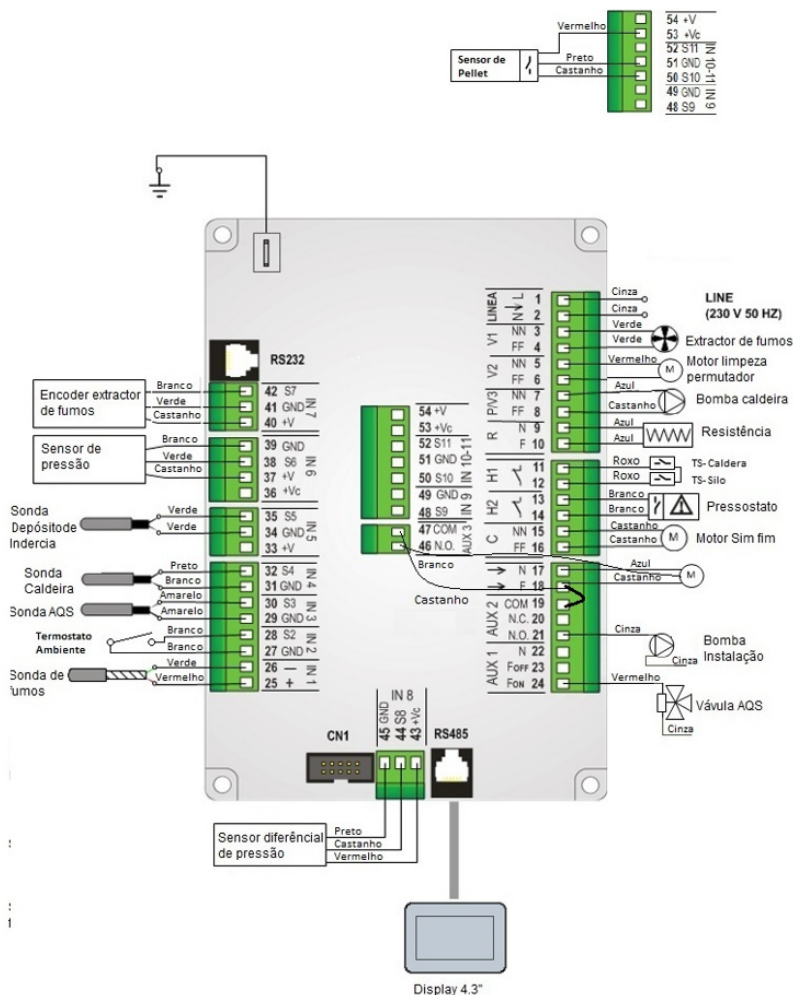 Vermelho
Sensor de
Pellet
Preto
Castanho
54 +V
53 +Vc
52 S11
51 GND
50 S10
49 GND
48 S9
IN 10-11
IN 9
LINEA
L
N
1
2
Cinza
Cinza
LINE
(230 V 50 HZ)
V1
NN 3
FF 4
Verde
Verde
Extractor de fumos
V2
NN 5
FF 6
Vermelho
M
Motor limpeza
permutador
P/V3
NN 7
FF 8
Azul
Castanho
Bomba caldeira
R
N 9
F 10
Azul
Azul
Resistência
H1
11
12
Roxo
Roxo
TS-Caldera
TS-Silo
H2
13
14
Branco
Branco
Pressostato
C
NN 15
FF 16
Castanho
Castanho
M
Motor Sim fim
N 17
F 18
Azul
Castanho
M
AUX 2
COM 19
N.C. 20
N.O. 21
Cinza
Cinza
Bomba
Instalação
AUX 1
N 22
FOFF 23
FON 24
Vermelho
Cinza
Vávula AQS
RS232
Encoder extractor
de fumos
Branco
Verde
Castanho
42 S7
41 GND
40 +V
IN 7
Sensor de
pressão
Branco
Verde
Castanho
39 GND
38 S6
37 +V
36 +Vc
IN 6
Sonda
Depósitode
Indercia
Verde
Verde
35 S5
34 GND
33 +V
IN 5
Sonda
Caldeira
Preto
Branco
32 S4
31 GND
IN 4
Sonda AQS
Amarelo
Amarelo
30 S3
29 GND
IN 3
Termostato
Ambiente
Branco
Branco
28 S2
27 GND
IN 2
Sonda de
fumos
Verde
Vermelho
26 —
25 +
IN 1
54 +V
53 +Vc
52 S11
51 GND
50 S10
49 GND
48 S9
IN 10-11
IN 9
47 COM
46 N.O.
AUX 3
Branco
Castanho
IN 8
45 GND
44 S8
43 +Vc
CN1
RS485
Sensor diferêncial
de pressão
Preto
Castanho
Vermelho
Display 4.3"